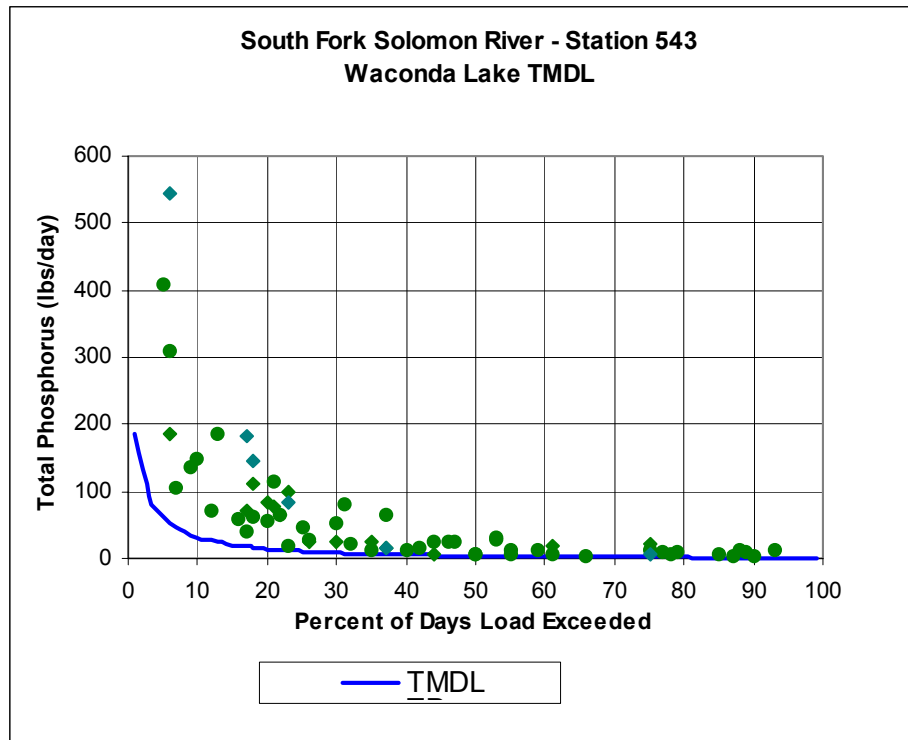 South Fork Solomon River - Station 543
Waconda Lake TMDL
Total Phosphorus (lbs/day)
600
500
400
300
200
100
0
0 10 20 30 40 50 60 70 80 90 100
Percent of Days Load Exceeded
TMDL